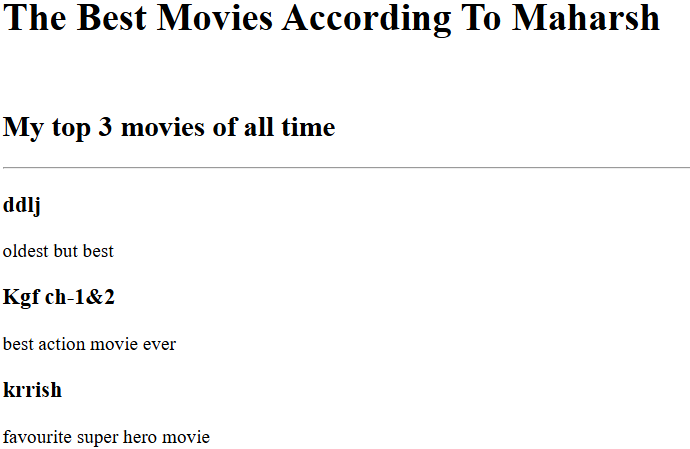 The Best Movies According To Maharsh
My top 3 movies of all time
ddlj
oldest but best
Kgf ch-1&2
best action movie ever
krrish
favourite super hero movie